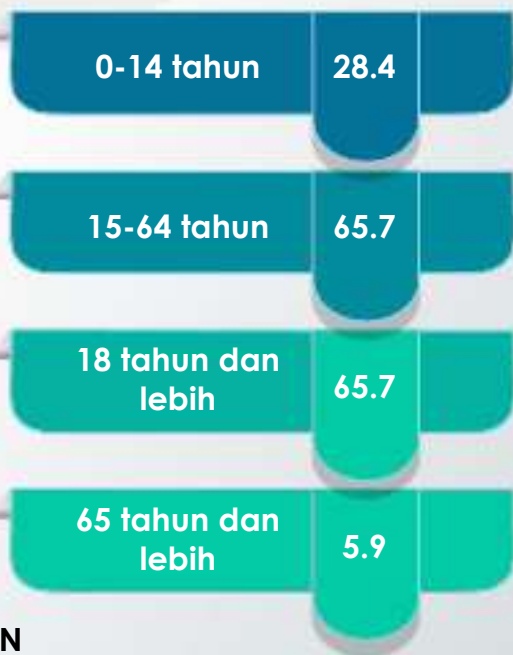 0-14 tahun 28.4
15-64 tahun 65.7
18 tahun dan
lebih
65.7
65 tahun dan
lebih
5.9
N